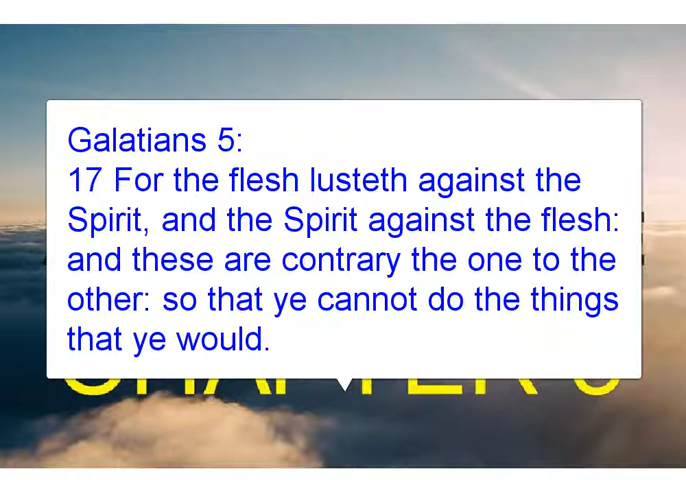 Galatians 5:
17 For the flesh lusteth against the
Spirit, and the Spirit against the flesh:
and these are contrary the one to the
other: so that ye cannot do the things
that ye would.
CHAPTER